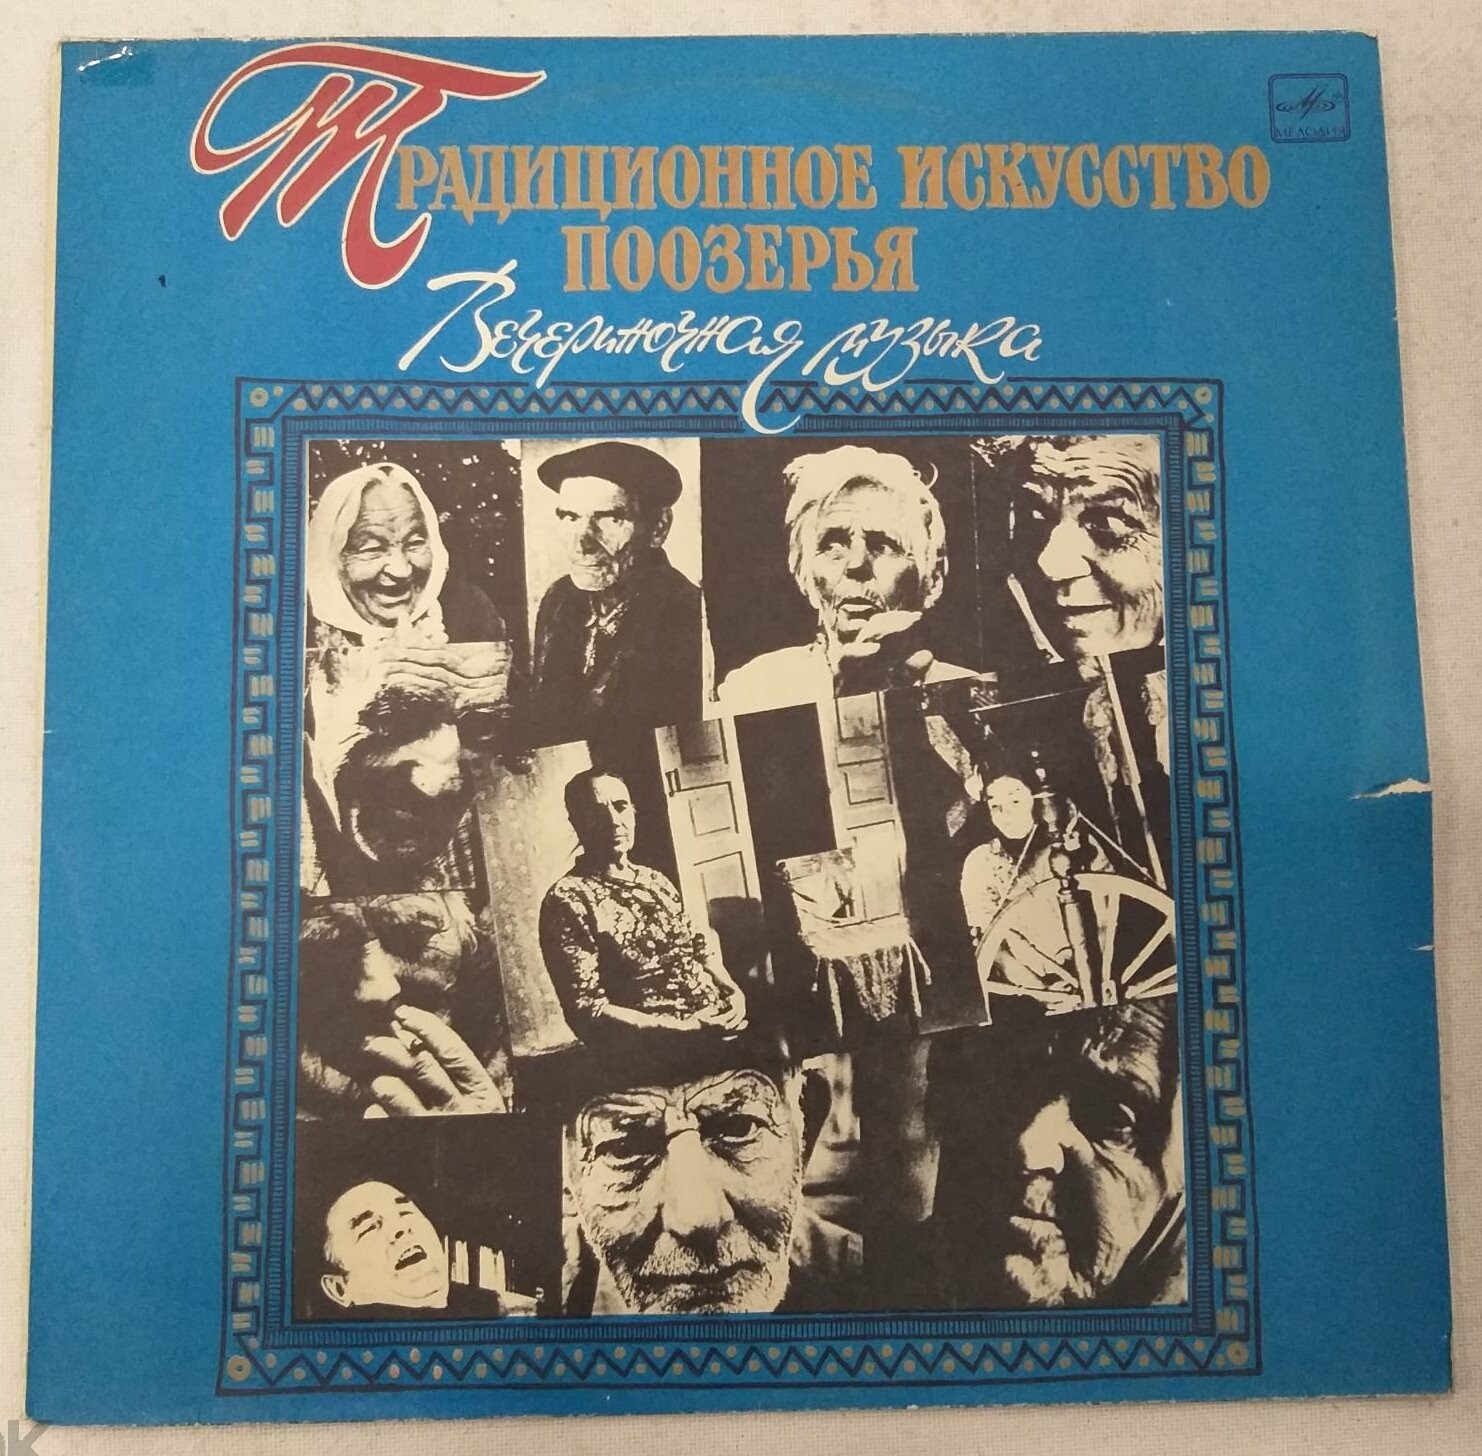 МЕЛОДИЯ
ТРАДИЦИОННОЕ ИСКУССТВО
ПООЗЕРЬЯ
Вечериночная музыка